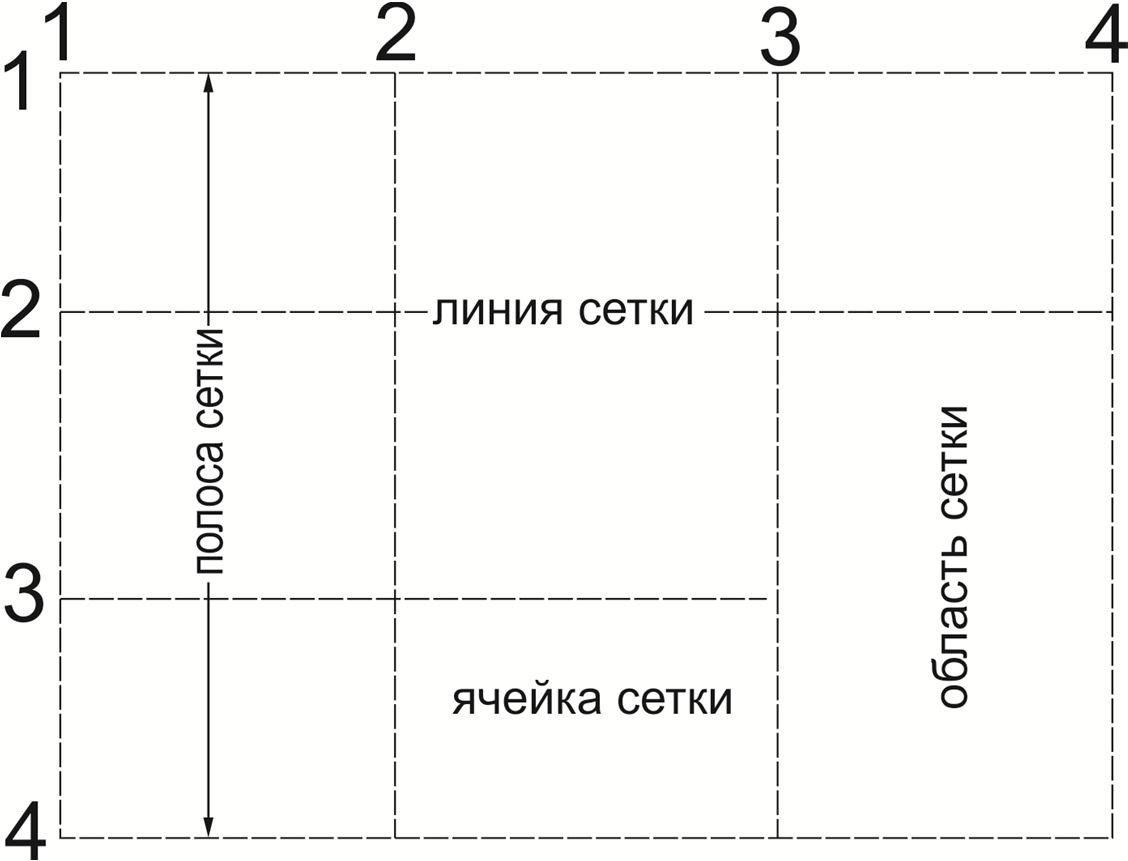 1 2 3 4
1
2
линия сетки
полоса сетки
область сетки
3
ячейка сетки
4